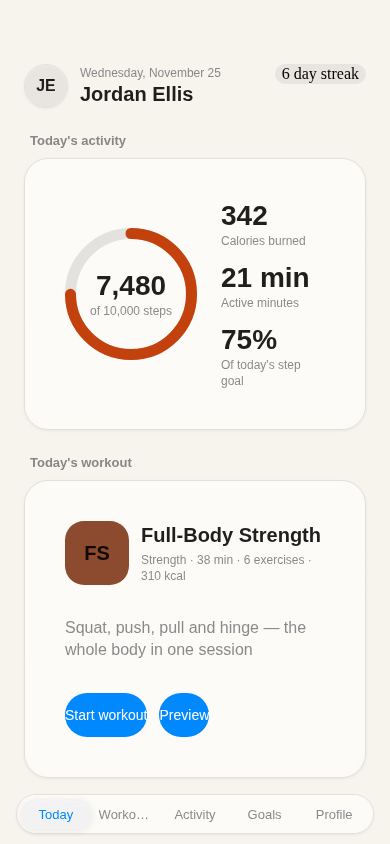 JE
Wednesday, November 25
Jordan Ellis
6 day streak
Today's activity
7,480
of 10,000 steps
342
Calories burned
21 min
Active minutes
75%
Of today's step
goal
Today's workout
FS
Full-Body Strength
Strength · 38 min · 6 exercises ·
310 kcal
Squat, push, pull and hinge — the
whole body in one session
Start workout
Preview
Today
Worko…
Activity
Goals
Profile